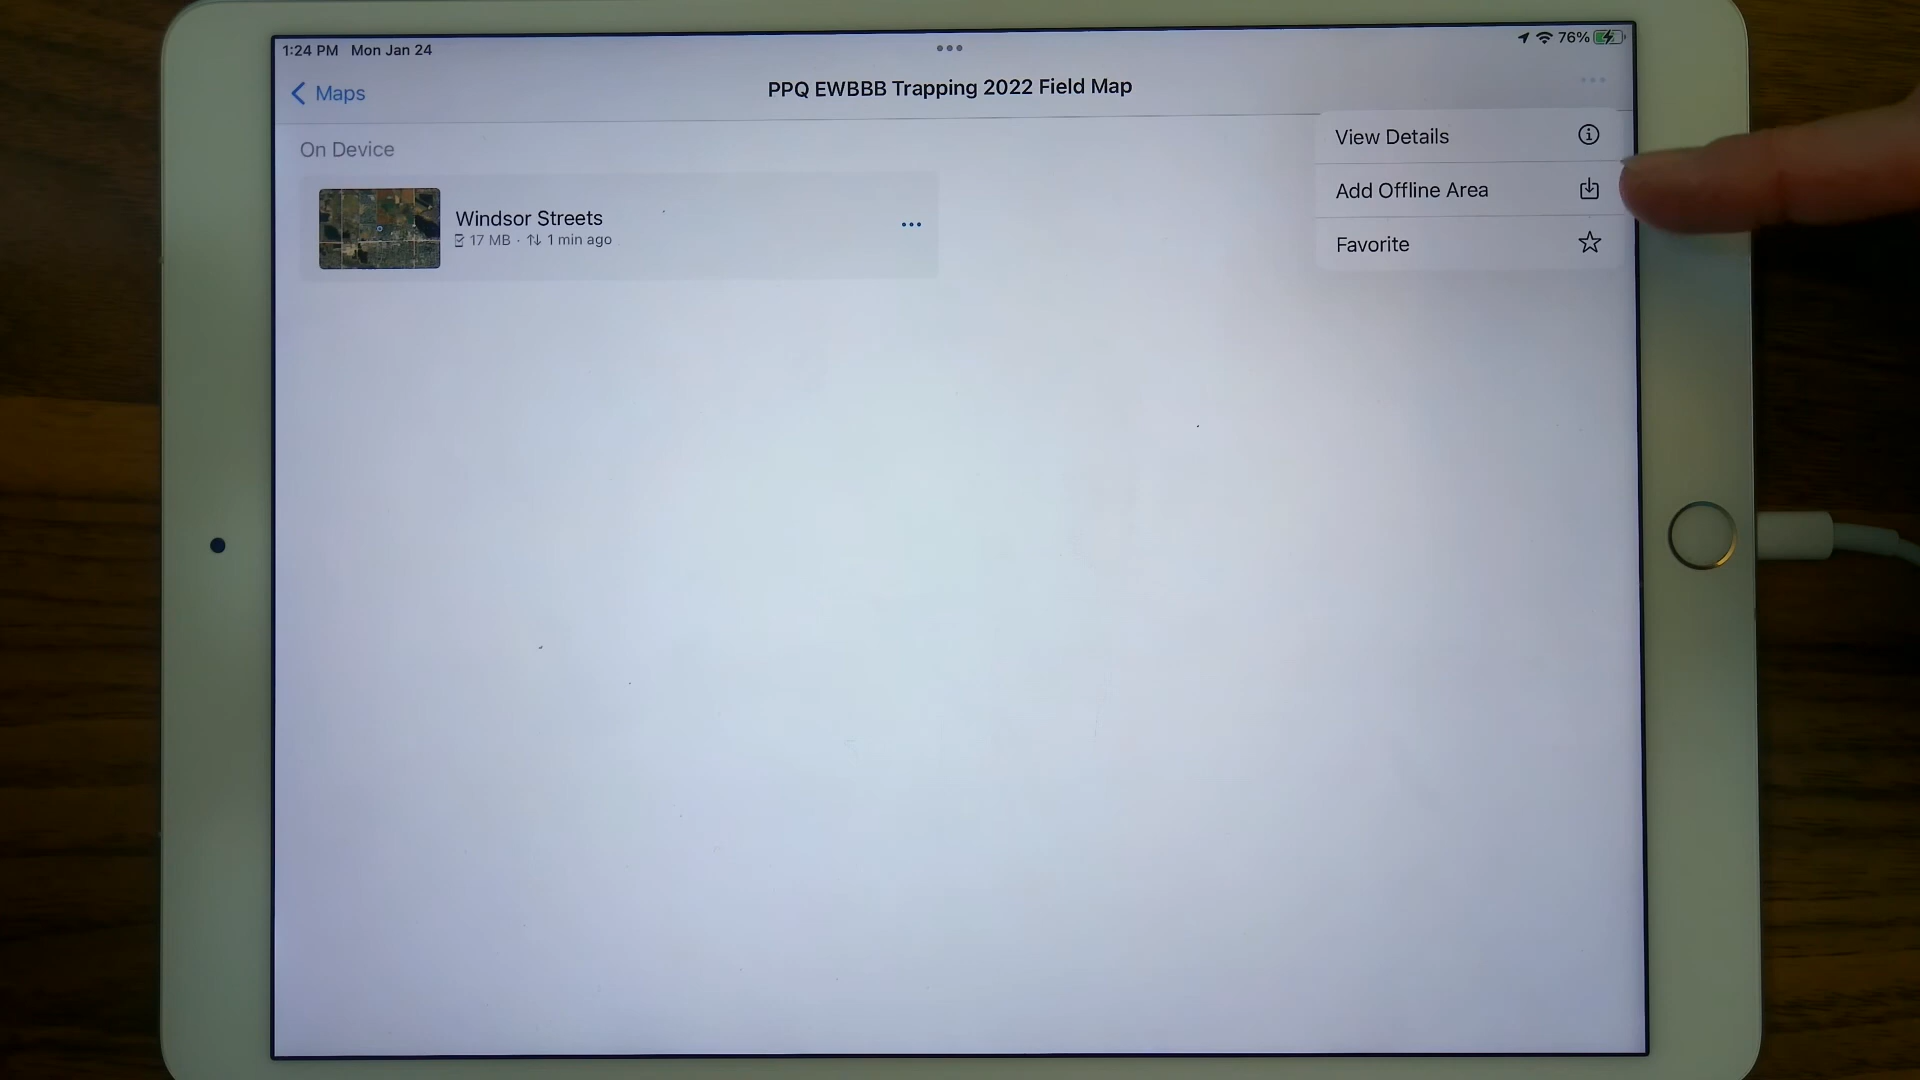 1:24 PM Mon Jan 24
76%
Maps
PPQ EWBBB Trapping 2022 Field Map
On Device
Windsor Streets
17 MB · 1 min ago
View Details
Add Offline Area
Favorite